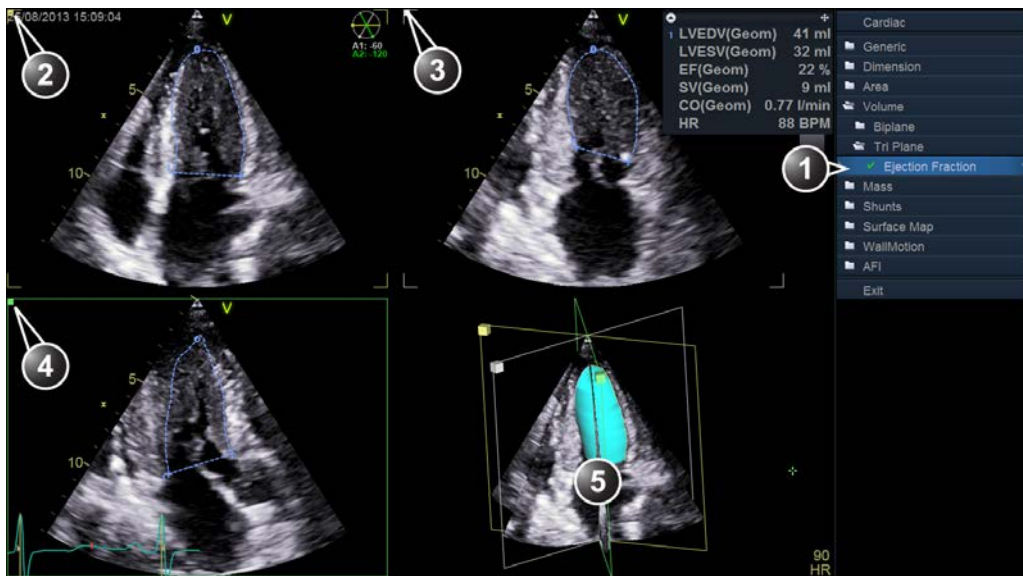 25/08/2013 15:09:04
V
A1: -60
A2: -120
2
5
10
V
3
5
10
1 LVEDV(Geom) 41 ml
LVESV(Geom) 32 ml
EF(Geom) 22 %
SV(Geom) 9 ml
CO(Geom) 0.77 l/min
HR 88 BPM
Cardiac
Generic
Dimension
Area
Volume
Biplane
Tri Plane
1
Ejection Fraction
Mass
Shunts
Surface Map
WallMotion
AFI
Exit
V
4
5
10
5
90
HR